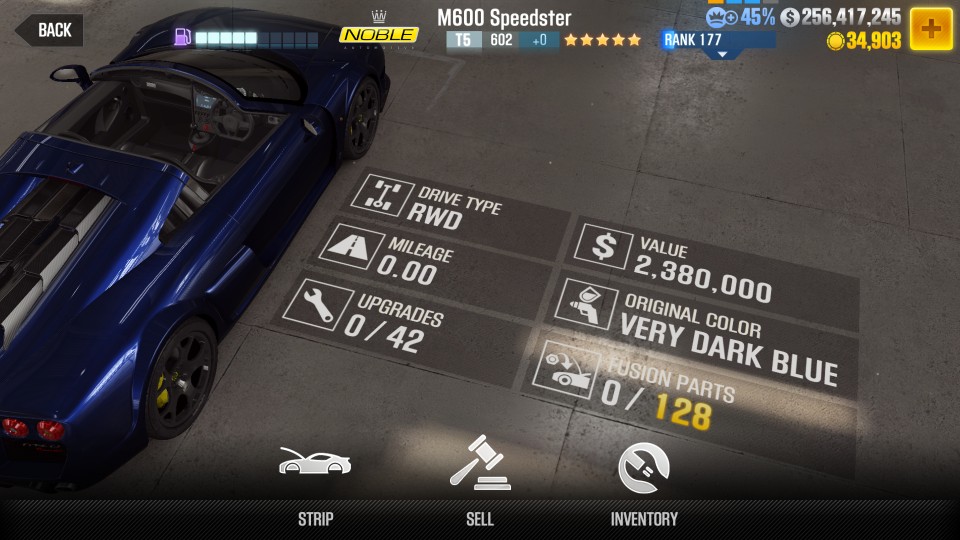 BACK
NOBLE
M600 Speedster
T5 602 +0
45%
256,417,245
RANK 177
34,903
DRIVE TYPE
RWD
MILEAGE
0.00
UPGRADES
0 / 42
VALUE
2,380,000
ORIGINAL COLOR
VERY DARK BLUE
FUSION PARTS
0 / 128
STRIP
SELL
INVENTORY